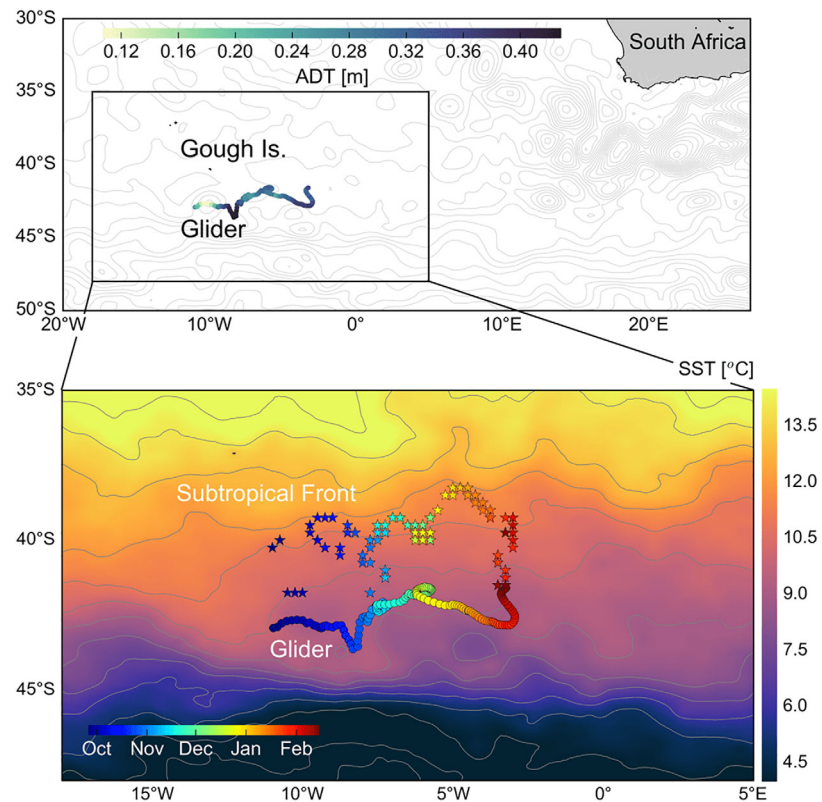 30°S
0.12 0.16 0.20 0.24 0.28 0.32 0.36 0.40
ADT [m]
South Africa
35°S
Gough Is.
40°S
Glider
45°S
50°S
20°W 10°W 0° 10°E 20°E
SST [°C]
35°S
13.5
Subtropical Front
12.0
40°S
10.5
9.0
Glider
7.5
45°S
6.0
Oct Nov Dec Jan Feb
4.5
15°W 10°W 5°W 0° 5°E